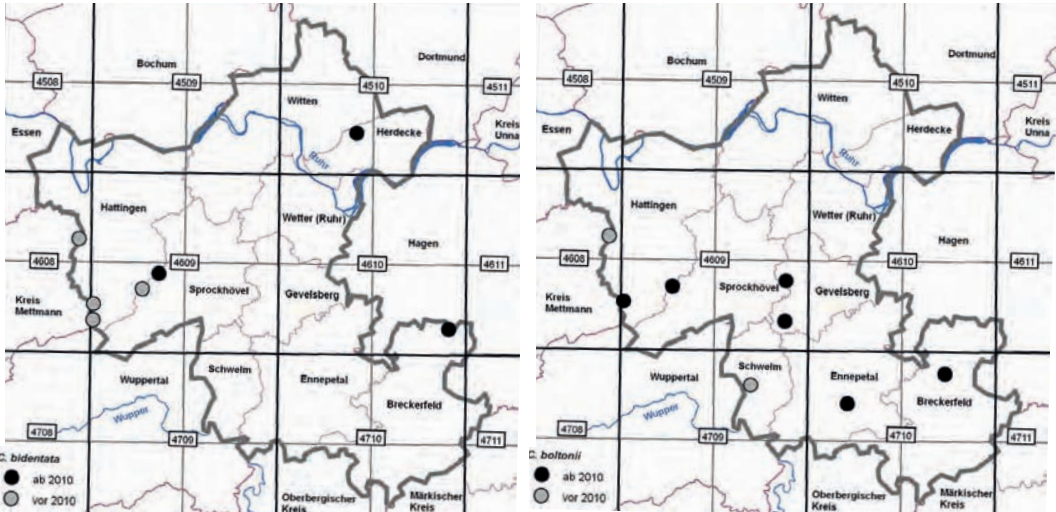 Dortmund
Bochum
4508
4509
4510
4511
Witten
Essen
Herdecke
Kreis
Unna
Ruhr
Hattingen
Wetter (Ruhr)
Hagen
4608
4609
4610
4611
Kreis
Mettmann
Sprockhövel
Gevelsberg
Wuppertal
Schwelm
Ennepetal
Breckerfeld
Wupper
4708
4709
4710
4711
C. bidentata
ab 2010
vor 2010
Oberbergischer
Kreis
Märkischer
Kreis
Dortmund
Bochum
4508
4509
4510
4511
Witten
Essen
Herdecke
Kreis
Unna
Ruhr
Hattingen
Wetter (Ruhr)
Hagen
4608
4609
4610
4611
Kreis
Mettmann
Sprockhövel
Gevelsberg
Wuppertal
Schwelm
Ennepetal
Breckerfeld
Wupper
4708
4709
4710
4711
C. boltonii
ab 2010
vor 2010
Oberbergischer
Kreis
Märkischer
Kreis